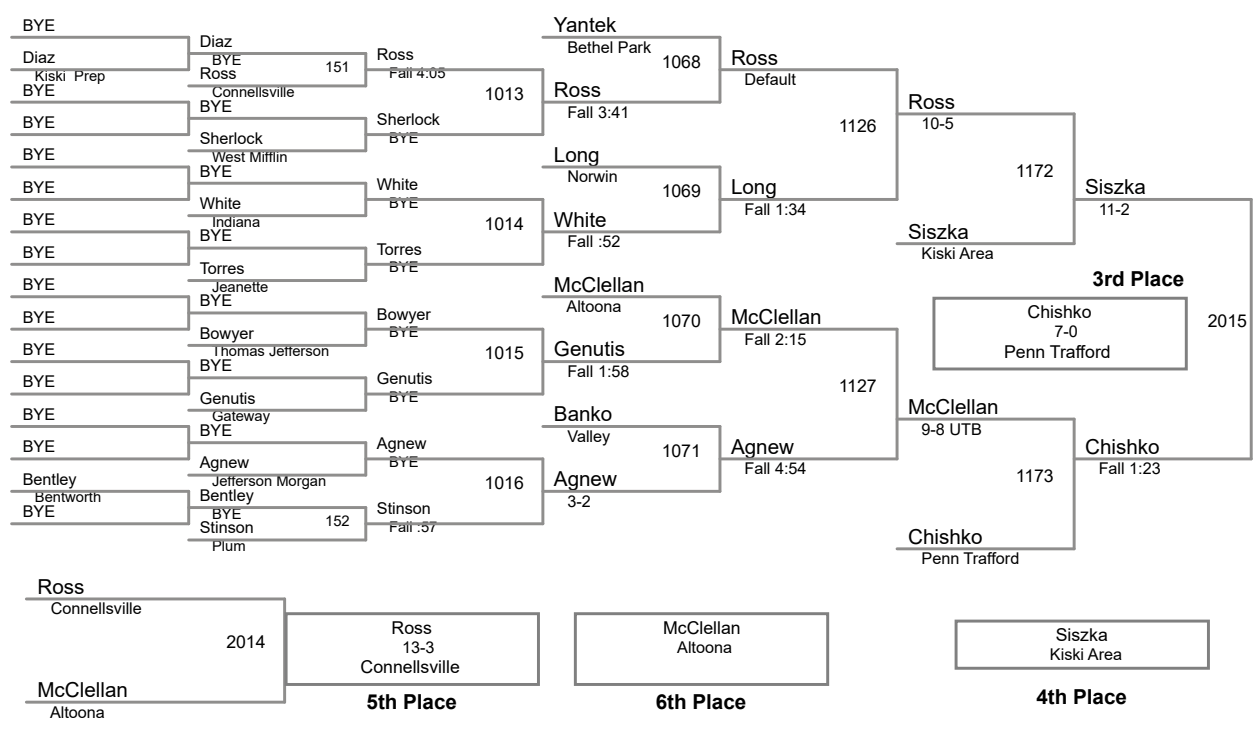 BYE
Diaz
Kiski Prep
BYE
BYE
BYE
BYE
BYE
BYE
BYE
BYE
BYE
BYE
BYE
BYE
Bentley
Bentworth
BYE
Diaz
BYE
151
Ross
Connellsville
BYE
Sherlock
West Mifflin
BYE
White
Indiana
BYE
Torres
Jeanette
BYE
Bowyer
Thomas Jefferson
BYE
Genutis
Gateway
BYE
Agnew
Jefferson Morgan
Bentley
BYE
152
Stinson
Plum
Ross
Fall 4:05
1013
Sherlock
BYE
White
BYE
1014
Torres
BYE
Bowyer
BYE
1015
Genutis
BYE
Agnew
BYE
1016
Stinson
Fall :57
Yantek
Bethel Park
1068
Ross
Fall 3:41
Long
Norwin
1069
White
Fall :52
McClellan
Altoona
1070
Genutis
Fall 1:58
Banko
Valley
1071
Agnew
3-2
Ross
Default
1126
Long
Fall 1:34
McClellan
Fall 2:15
1127
Agnew
Fall 4:54
Ross
10-5
1172
Siszka
Kiski Area
McClellan
9-8 UTB
1173
Chishko
Penn Trafford
Siszka
11-2
2015
Chishko
Fall 1:23
3rd Place
Chishko
7-0
Penn Trafford
Ross
Connellsville
2014
McClellan
Altoona
Ross
13-3
Connellsville
5th Place
McClellan
Altoona
6th Place
Siszka
Kiski Area
4th Place